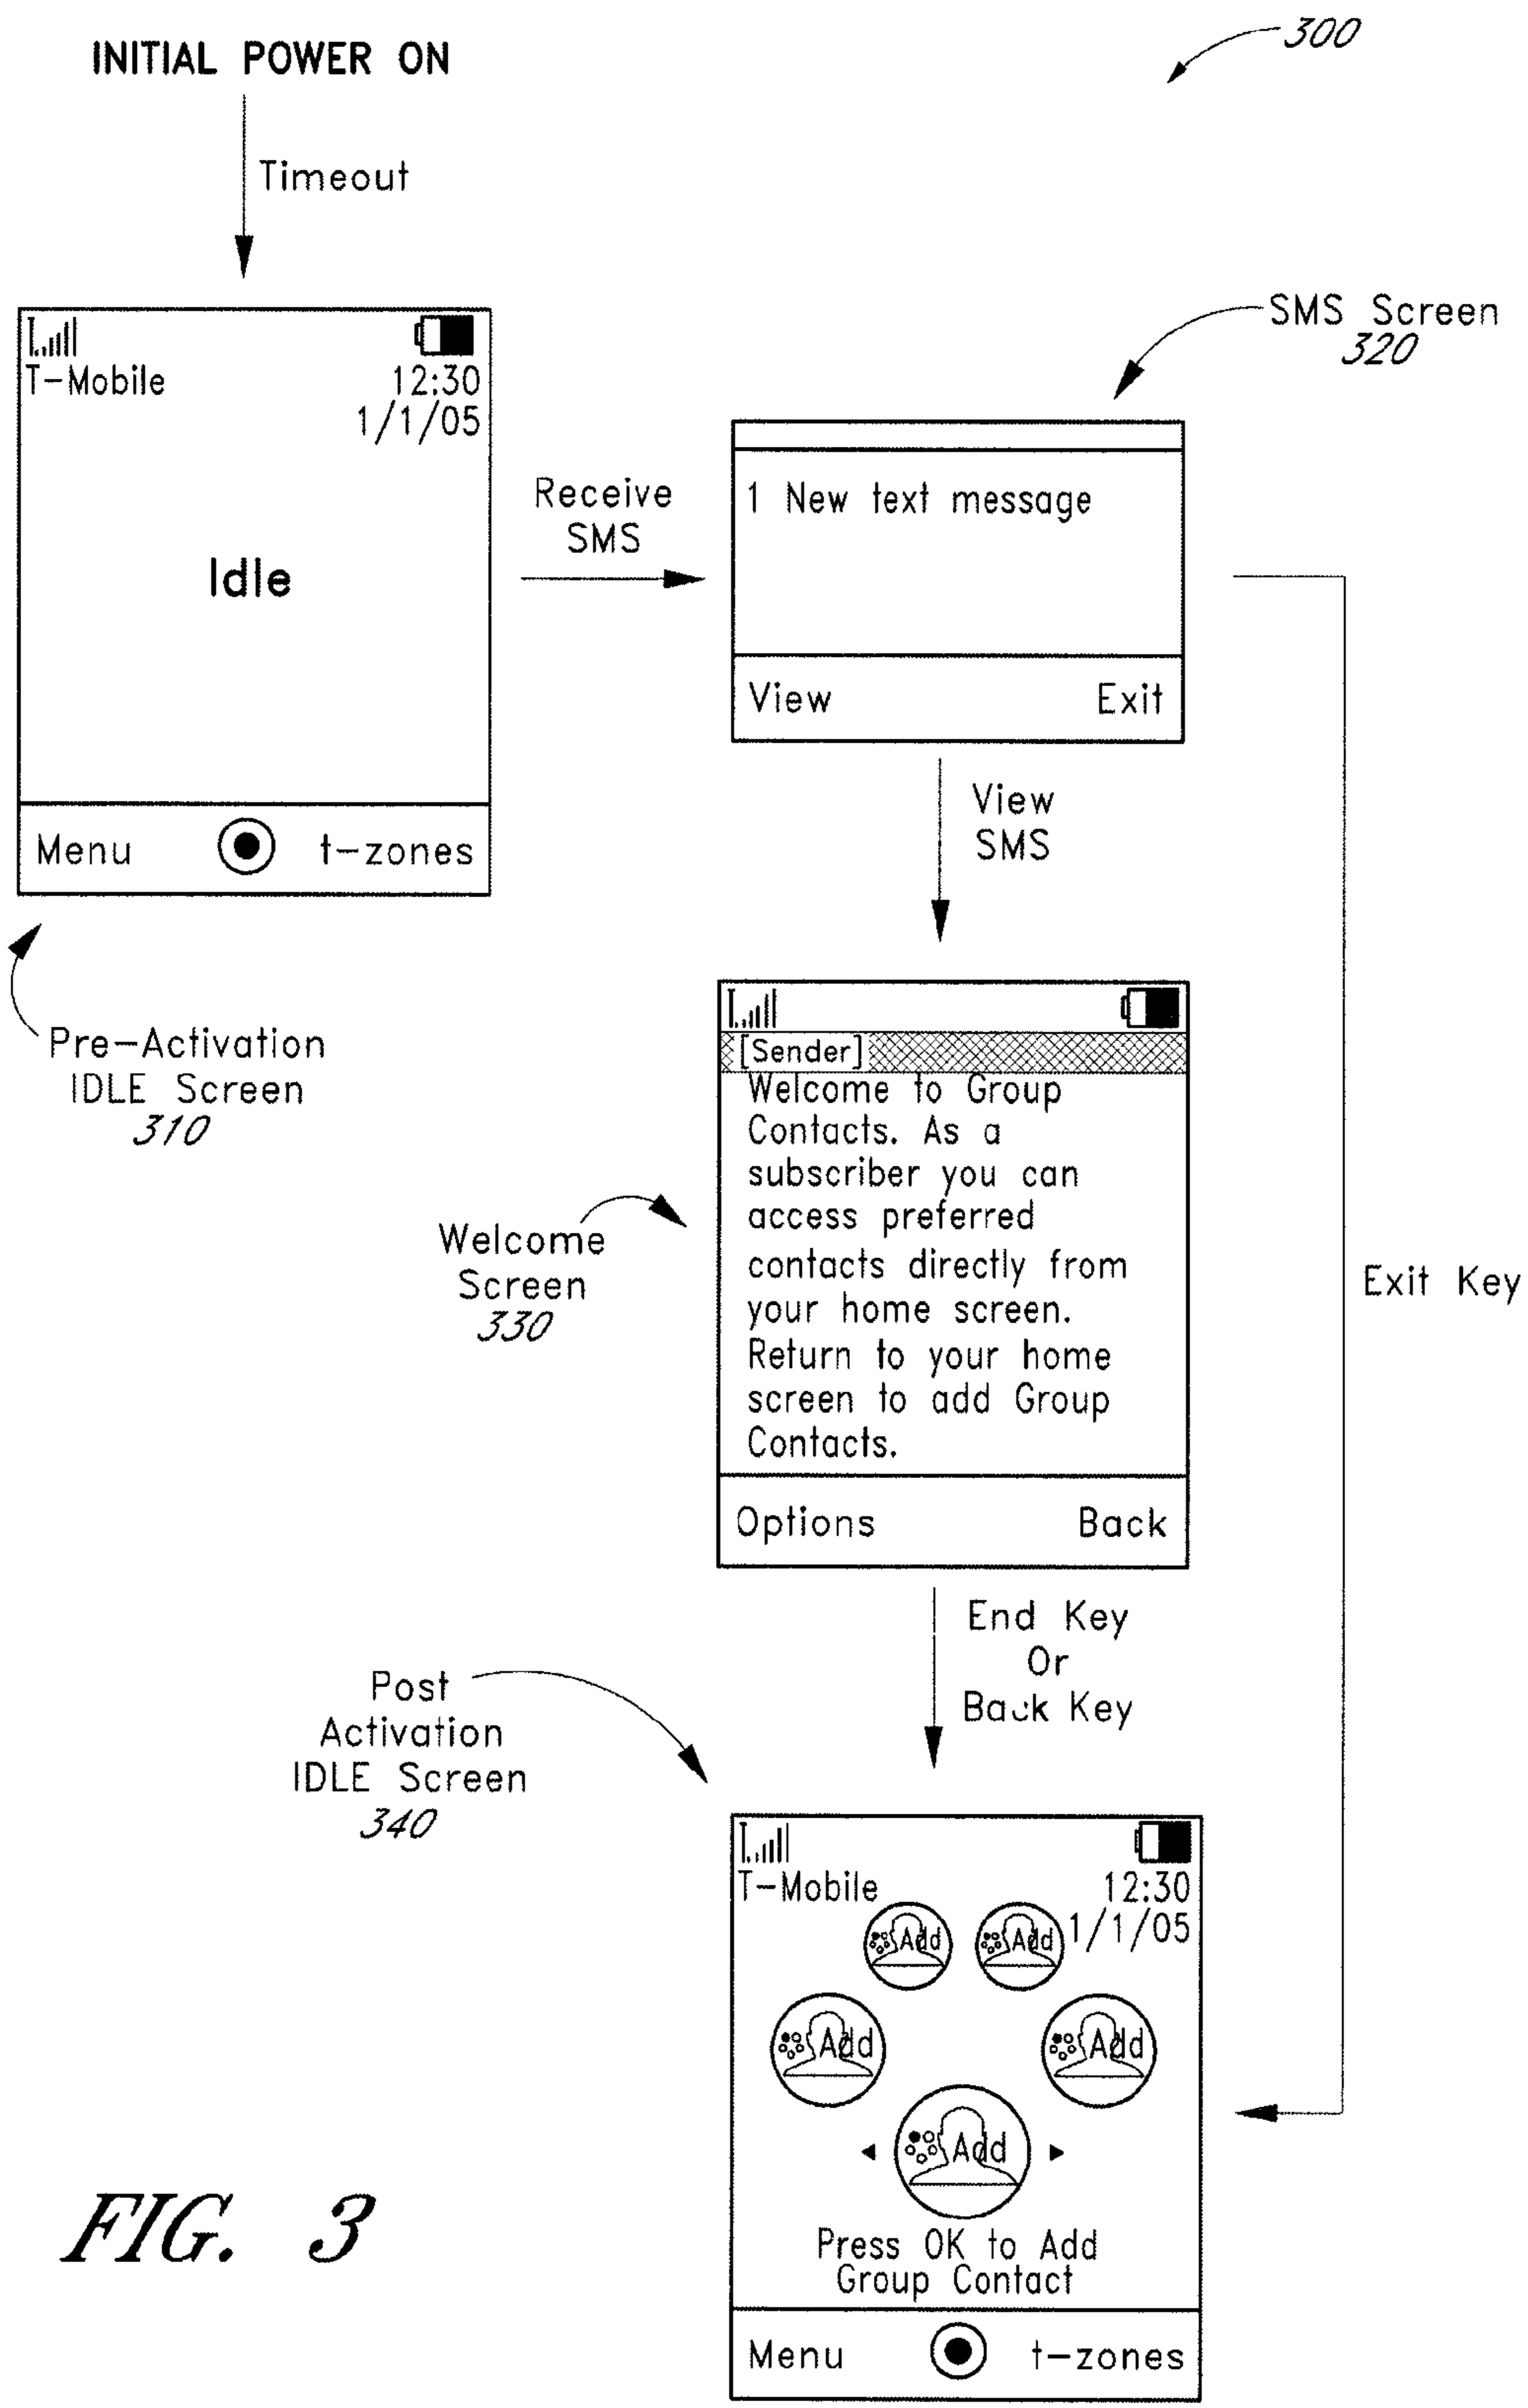 300
INITIAL POWER ON
Timeout
T-Mobile
12:30
1/1/05
Idle
Menu
t-zones
Pre-Activation
IDLE Screen
310
Receive
SMS
SMS Screen
320
1 New text message
View
Exit
View
SMS
[Sender]
Welcome to Group
Contacts. As a
subscriber you can
access preferred
contacts directly from
your home screen.
Return to your home
screen to add Group
Contacts.
Options
Back
Welcome
Screen
330
Exit Key
End Key
Or
Back Key
Post
Activation
IDLE Screen
340
T-Mobile
12:30
1/1/05
Add
Add
Add
Add
Add
Press OK to Add
Group Contact
Menu
t-zones
FIG. 3